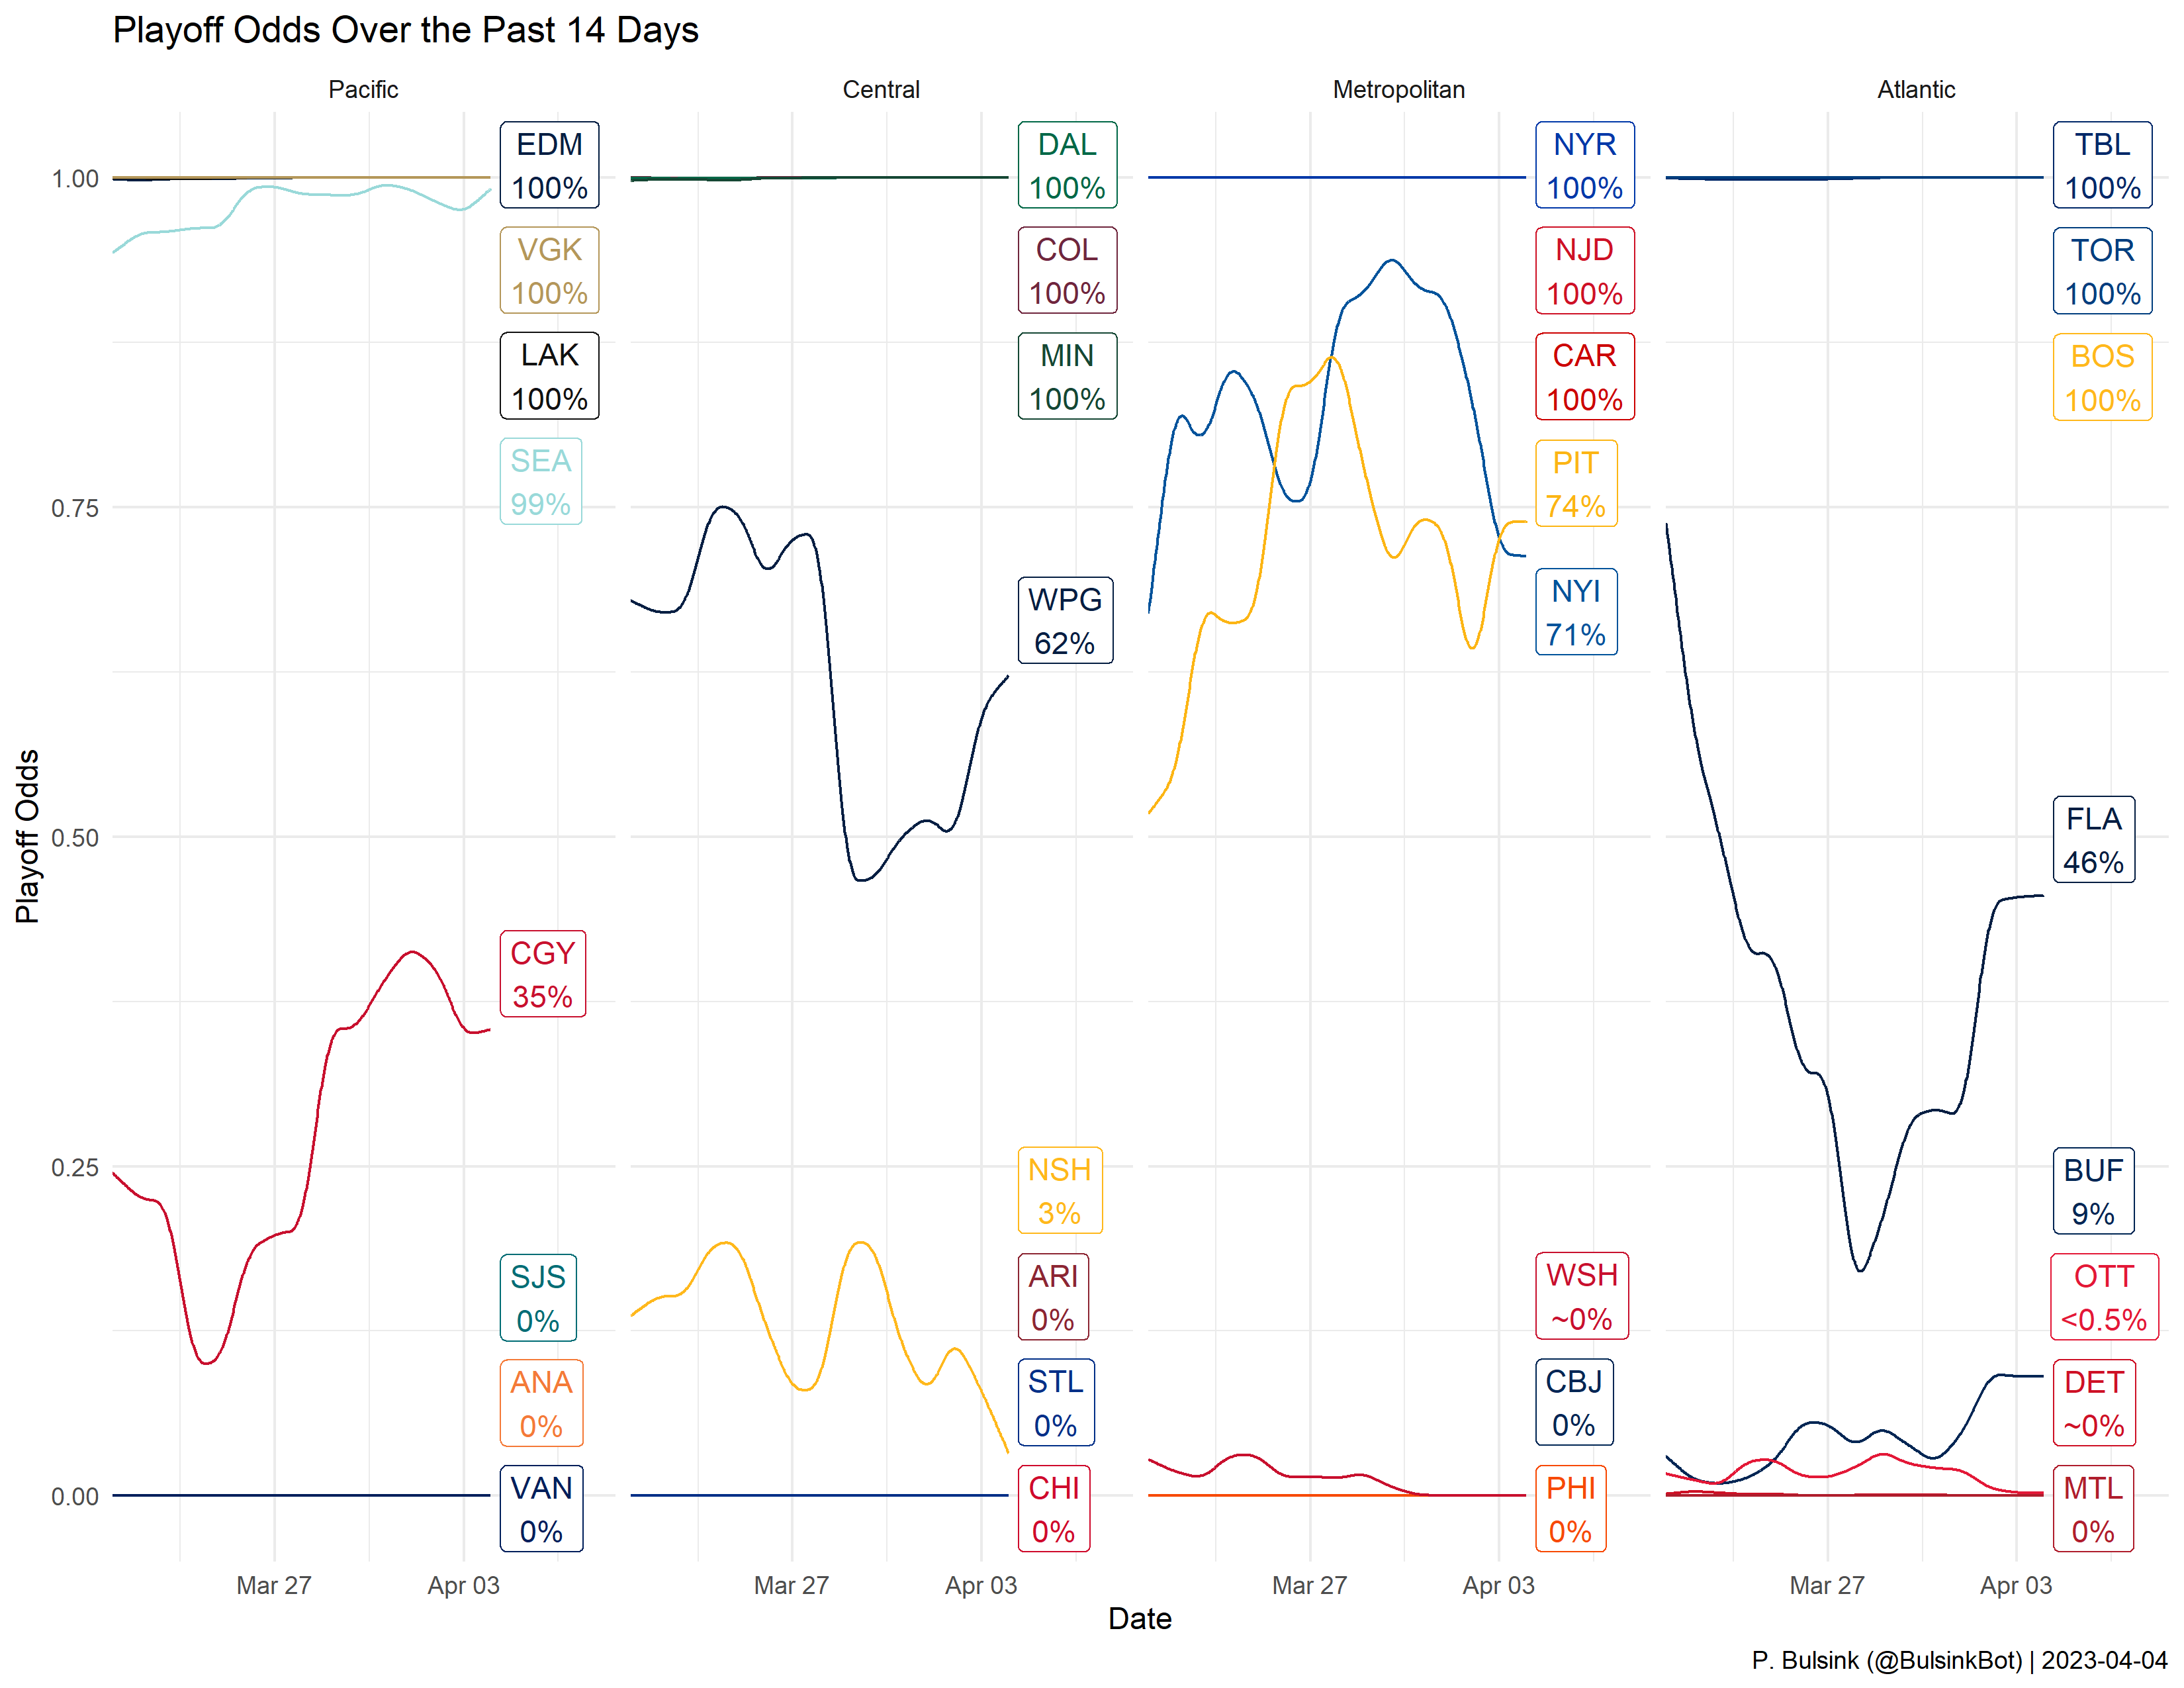 Playoff Odds Over the Past 14 Days
Pacific
Central
Metropolitan
Atlantic
Playoff Odds
1.00
0.75
0.50
0.25
0.00
EDM
100%
VGK
100%
LAK
100%
SEA
99%
CGY
35%
SJS
0%
ANA
0%
VAN
0%
DAL
100%
COL
100%
MIN
100%
WPG
62%
NSH
3%
ARI
0%
STL
0%
CHI
0%
NYR
100%
NJD
100%
CAR
100%
PIT
74%
NYI
71%
WSH
~0%
CBJ
0%
PHI
0%
TBL
100%
TOR
100%
BOS
100%
FLA
46%
BUF
9%
OTT
<0.5%
DET
~0%
MTL
0%
Mar 27
Apr 03
Mar 27
Apr 03
Mar 27
Apr 03
Mar 27
Apr 03
Date
P. Bulsink (@BulsinkBot) | 2023-04-04